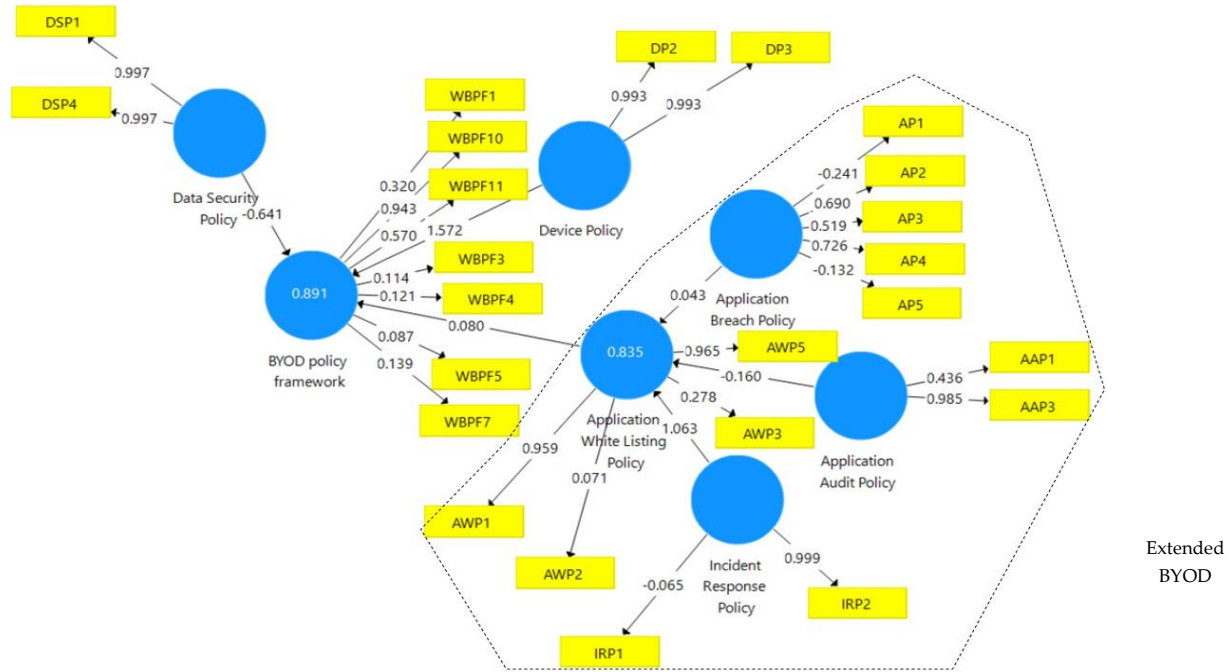 DSP1
DP2
DP3
0.997
DSP4
0.997
WBPF1
0.993
0.993
WBPF10
AP1
0.320
WBPF11
-0.241
AP2
Data Security
Policy
0.943
0.690
-0.641
0.570
1.572
Device Policy
0.519
AP3
0.726
AP4
-0.132
AP5
0.891
0.114
WBPF3
0.121
WBPF4
0.043
Application
Breach Policy
0.080
BYOD policy
framework
0.087
0.139
WBPF5
WBPF7
0.835
0.965
AWP5
-0.160
AAP1
0.436
0.985
AAP3
0.278
AWP3
Application
White Listing
Policy
1.063
0.959
0.071
Application
Audit Policy
AWP1
AWP2
-0.065
Incident
Response
Policy
0.999
IRP2
IRP1
Extended
BYOD